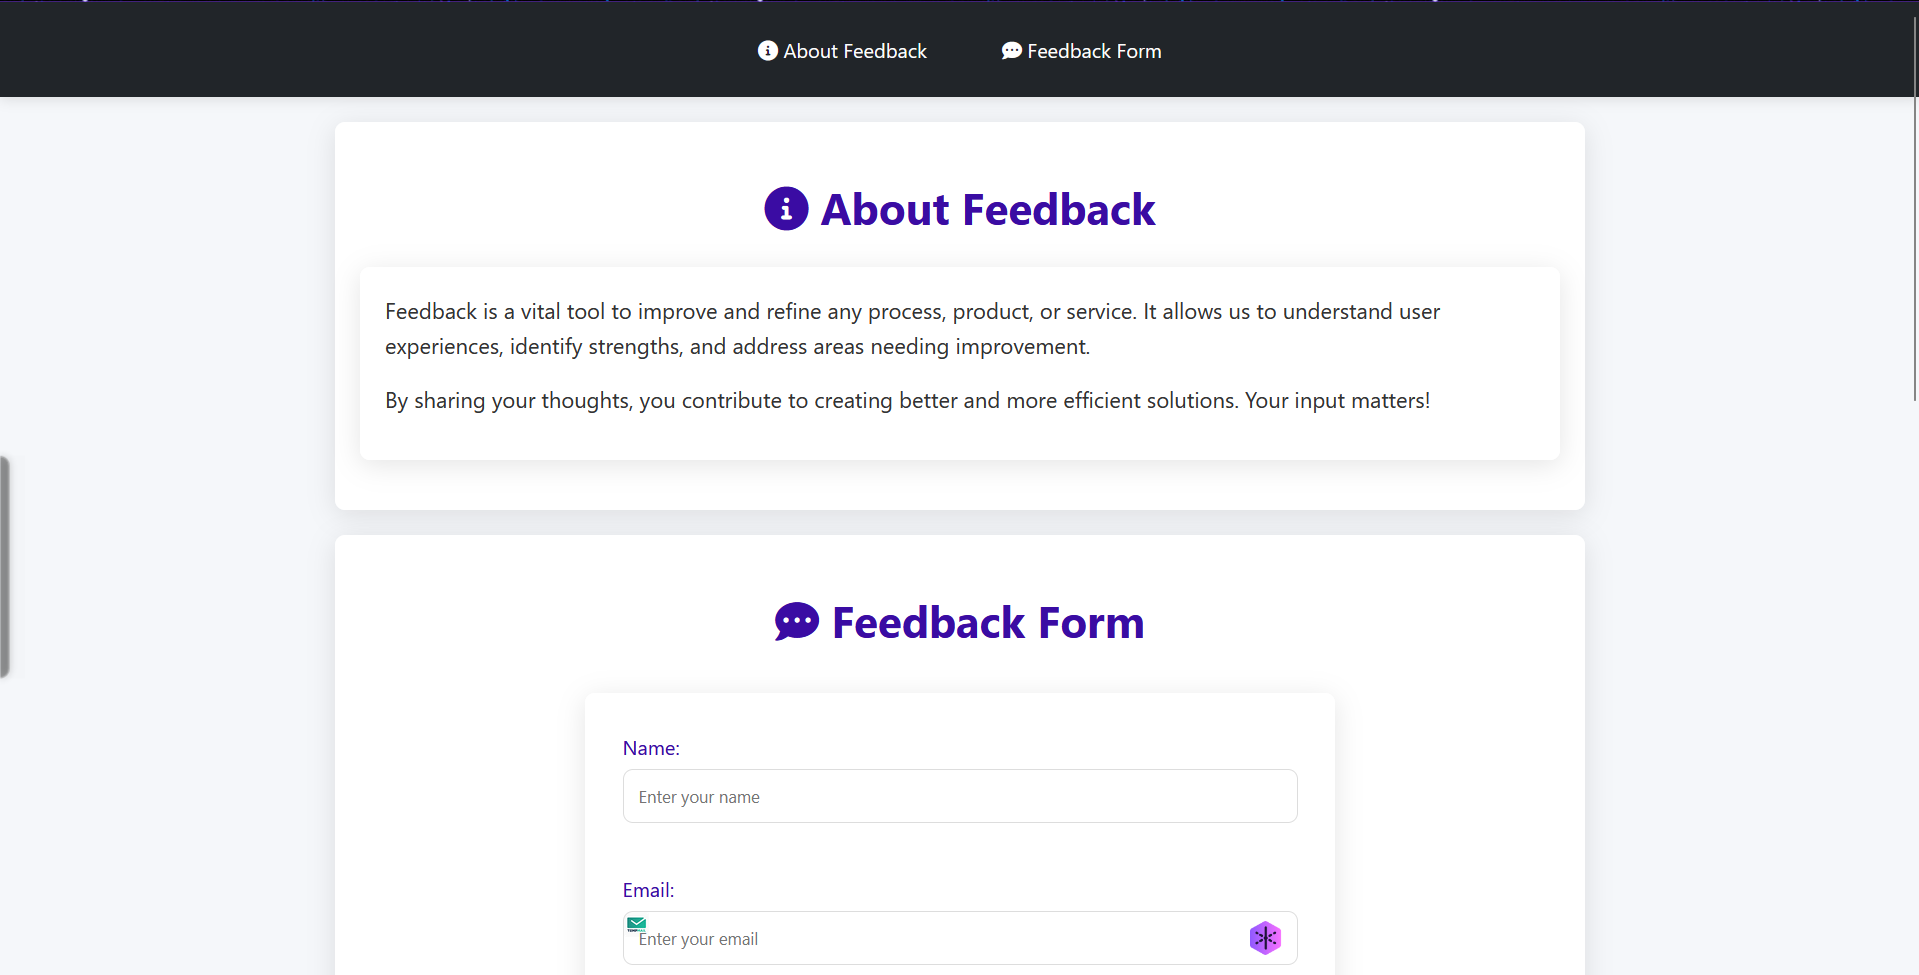 About Feedback
Feedback Form
About Feedback
Feedback is a vital tool to improve and refine any process, product, or service. It allows us to understand user
experiences, identify strengths, and address areas needing improvement.
By sharing your thoughts, you contribute to creating better and more efficient solutions. Your input matters!
Feedback Form
Name:
Enter your name
Email:
Enter your email